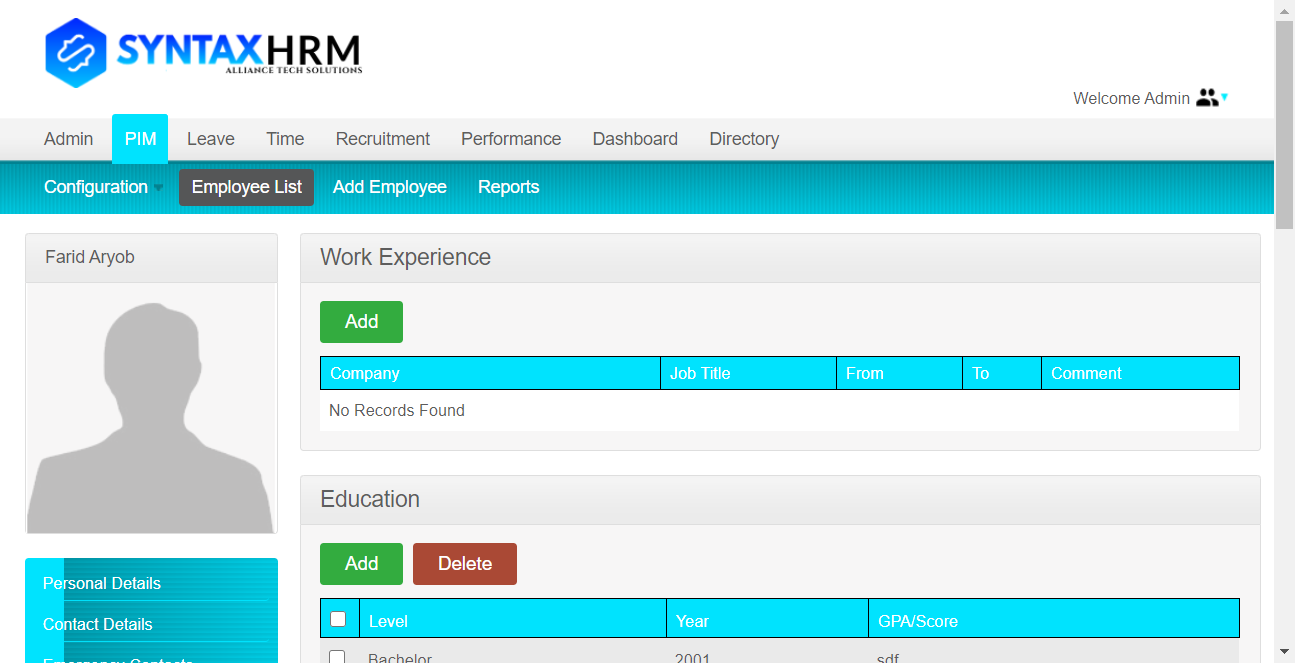 SYNTAXHRM
ALLIANCE TECH SOLUTIONS
Welcome Admin
Admin PIM Leave Time Recruitment Performance Dashboard Directory
Configuration Employee List Add Employee Reports
Farid Aryob
Work Experience
Add
Company Job Title From To Comment
No Records Found
Education
Add Delete
Level Year GPA/Score
Bachelor 2001 sdf
Personal Details
Contact Details
Emergency Contacts